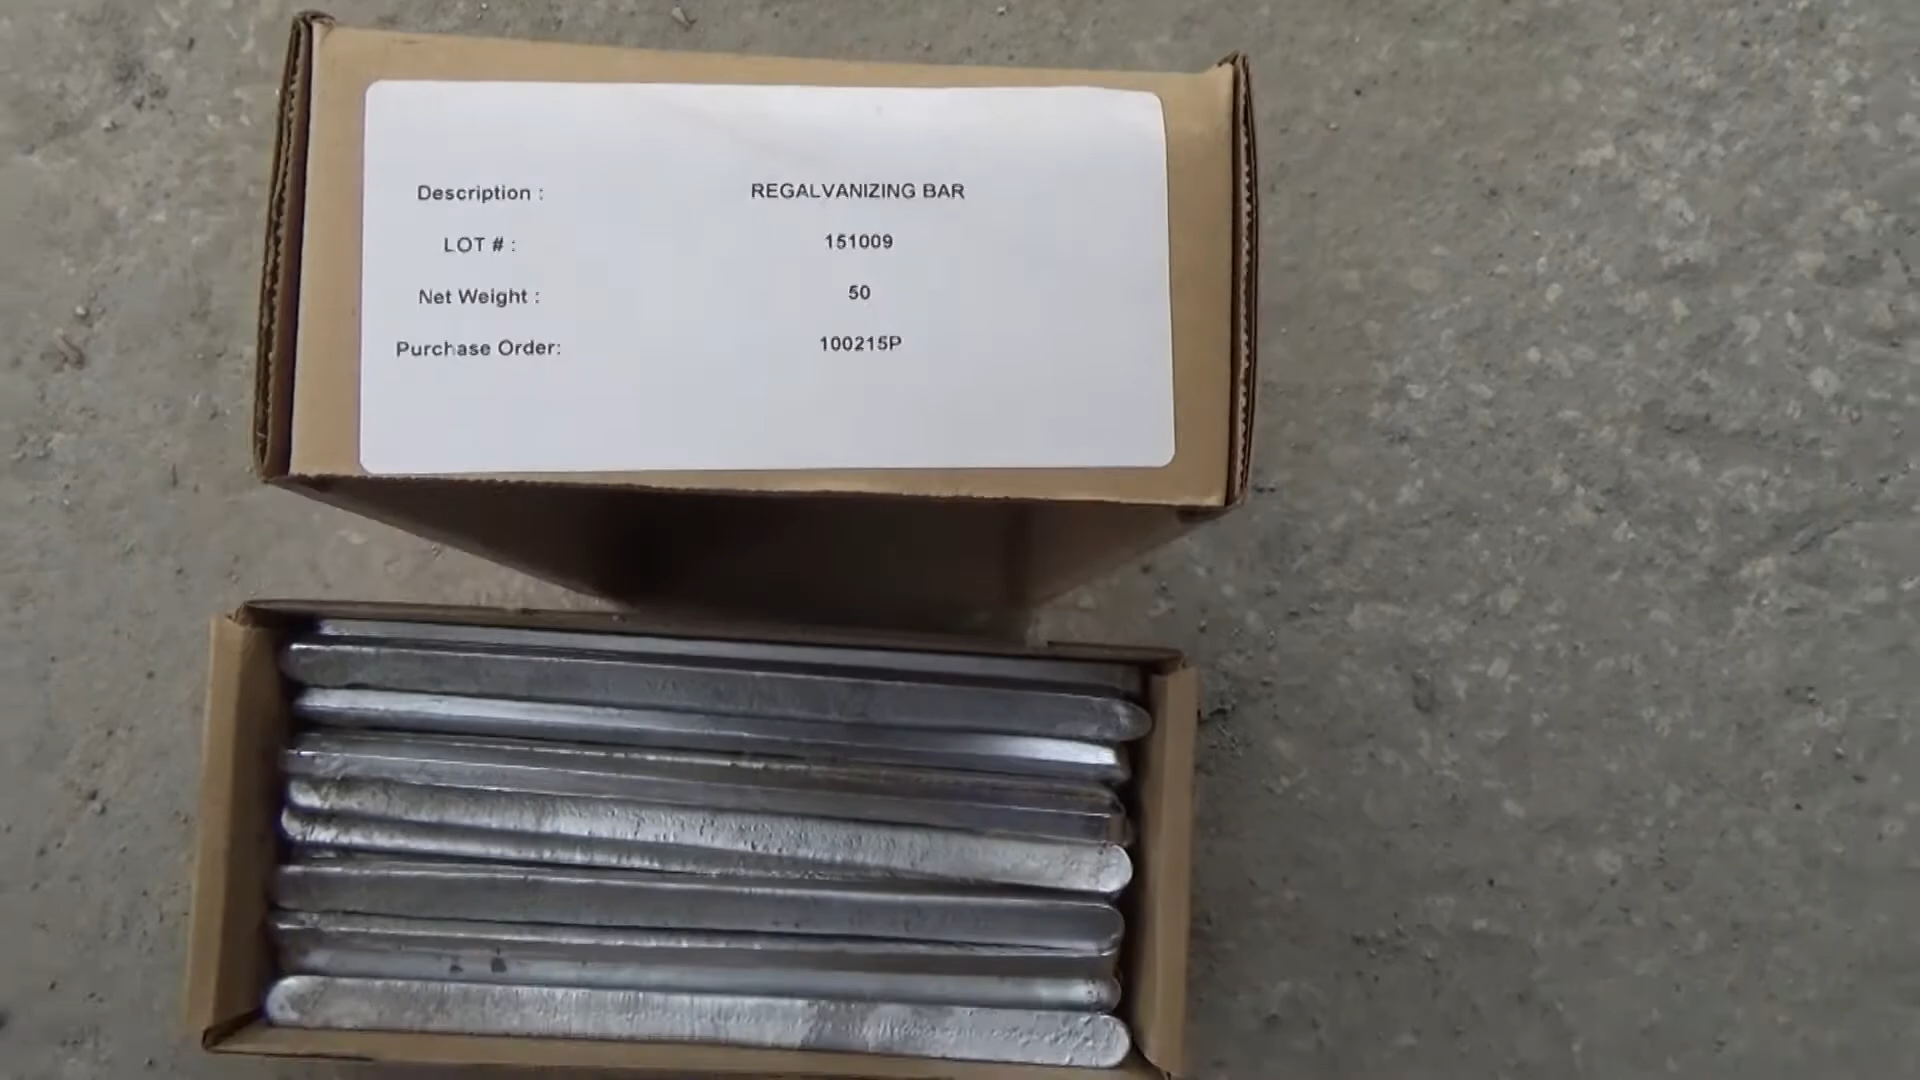 Description : REGALVANIZING BAR
LOT # : 151009
Net Weight : 50
Purchase Order: 100215P